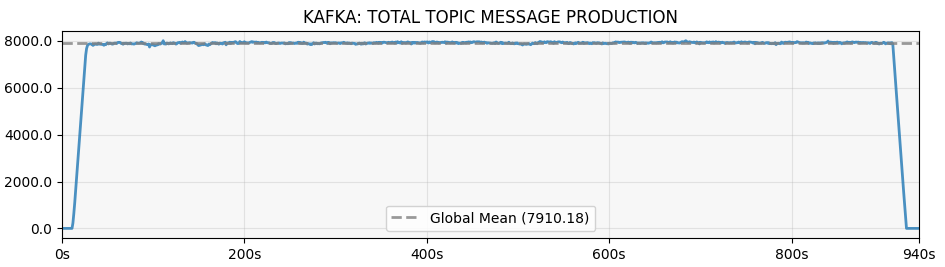 KAFKA: TOTAL TOPIC MESSAGE PRODUCTION
8000.0
6000.0
4000.0
2000.0
0.0
Global Mean (7910.18)
0s 200s 400s 600s 800s 940s